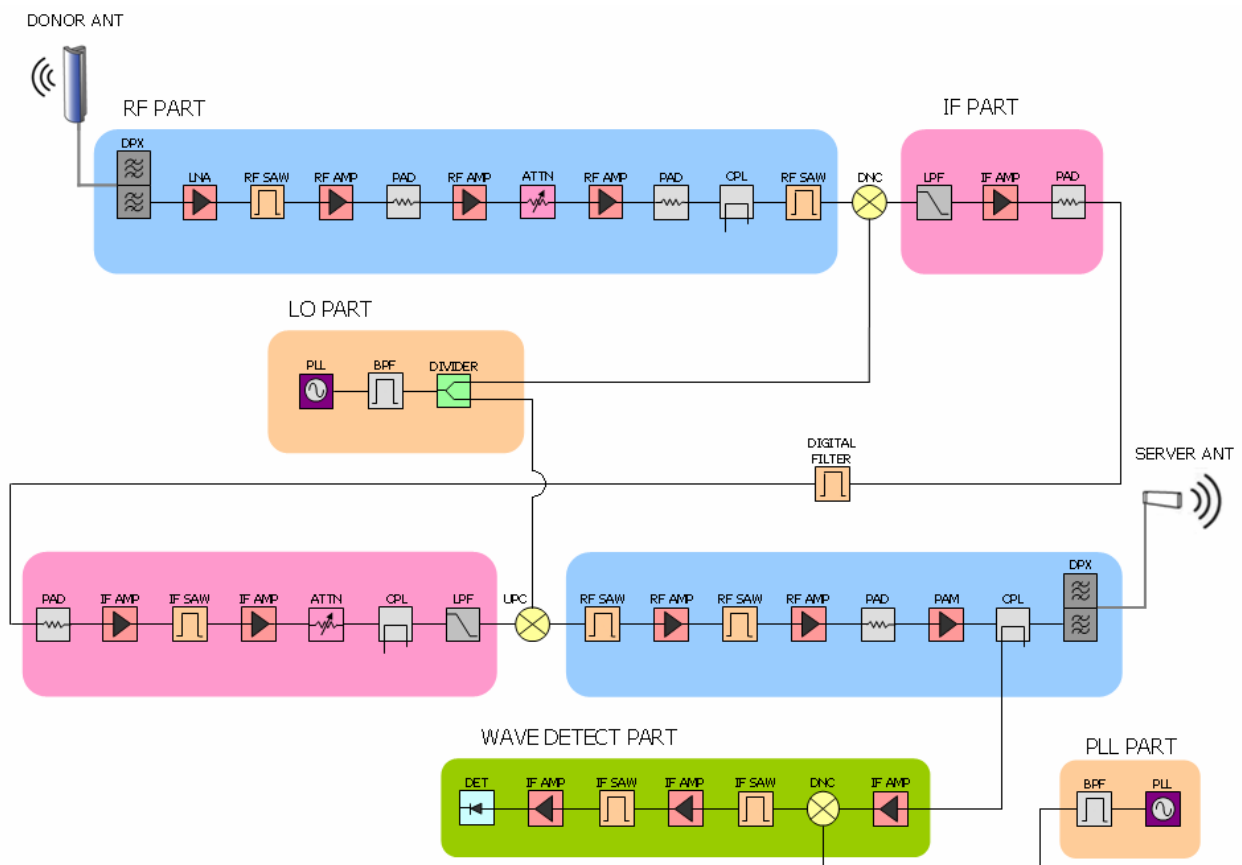 DONOR ANT
RF PART
IF PART
DPX
LNA RF SAW RF AMP PAD RF AMP ATTN RF AMP PAD CPL RF SAW DNC LPF IF AMP PAD
LO PART
PLL BPF DIVIDER
DIGITAL
FILTER
SERVER ANT
PAD IF AMP IF SAW IF AMP ATTN CPL LPF UPC RF SAW RF AMP RF SAW RF AMP PAD PAM CPL DPX
WAVE DETECT PART
PLL PART
DET IF AMP IF SAW IF AMP IF SAW DNC IF AMP BPF PLL